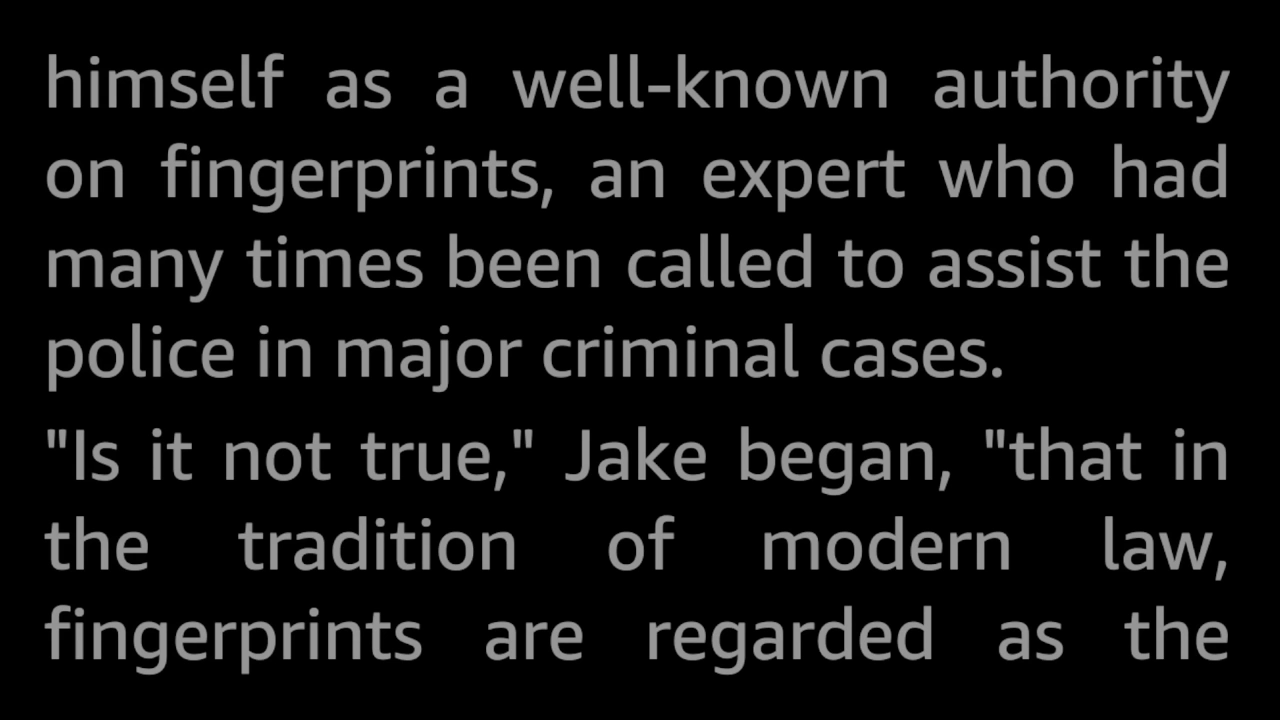 himself as a well-known authority
on fingerprints, an expert who had
many times been called to assist the
police in major criminal cases.
"Is it not true," Jake began, "that in
the tradition of modern law,
fingerprints are regarded as the